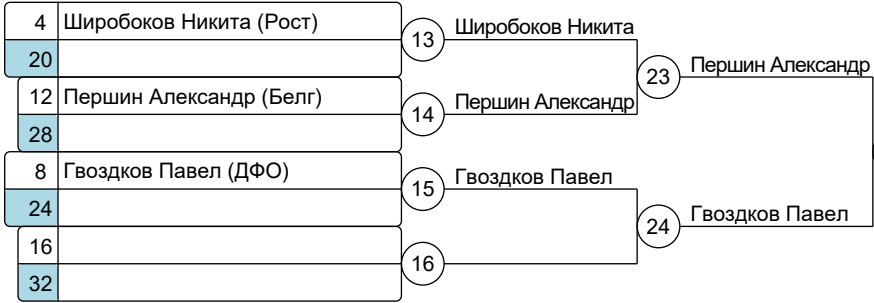 4 Широбоков Никита (Рост)
20
13 Широбоков Никита
12 Першин Александр (Белг)
28
14 Першин Александр
23 Першин Александр
8 Гвоздков Павел (ДФО)
24
15 Гвоздков Павел
16
32
16
24 Гвоздков Павел